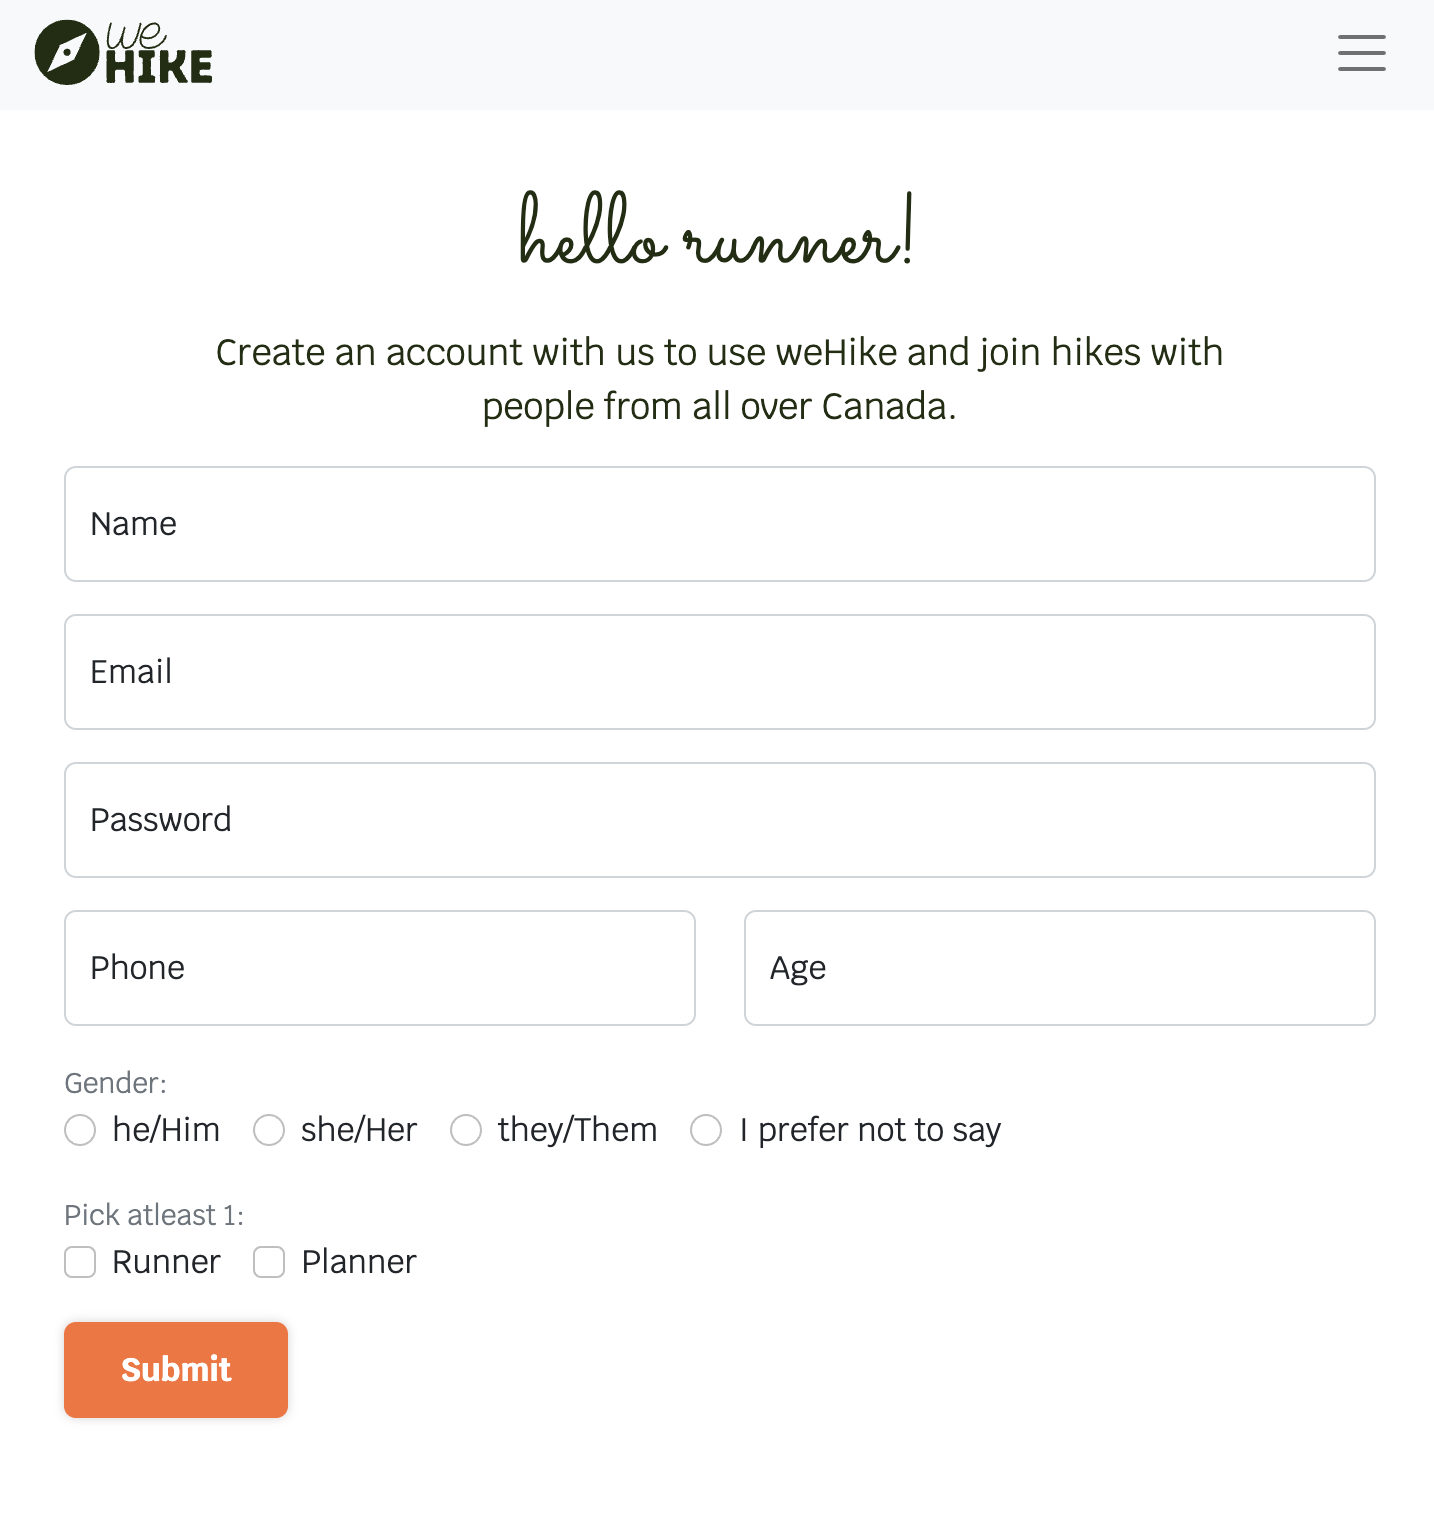 we
HIKE
hello runner!
Create an account with us to use weHike and join hikes with
people from all over Canada.
Name
Email
Password
Phone Age
Gender:
he/Him she/Her they/Them I prefer not to say
Pick atleast 1:
Runner Planner
Submit